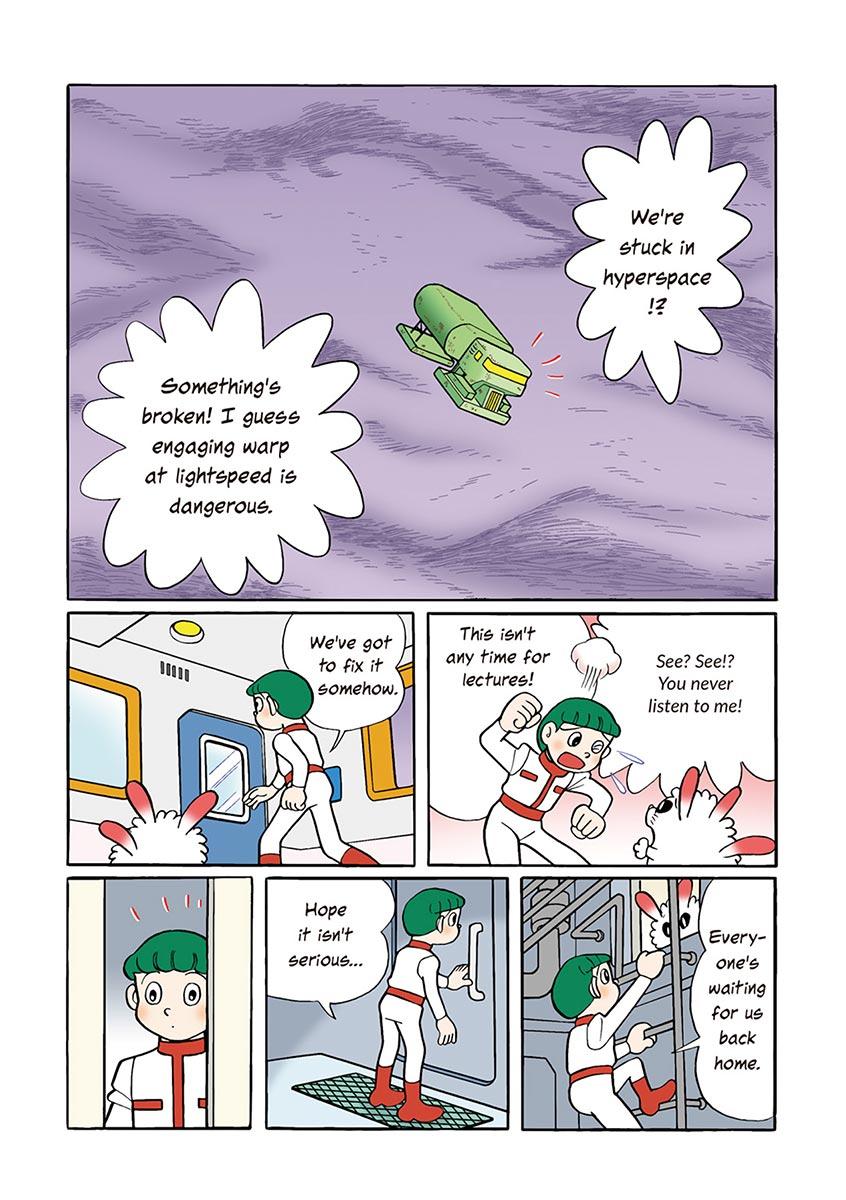 We're
stuck in
hyperspace
!?
Something's
broken! I guess
engaging warp
at lightspeed is
dangerous.
See? See!?
You never
listen to me!
This isn't
any time for
lectures!
We've got
to fix it
somehow.
Every-
one's
waiting
for us
back
home.
Hope
it isn't
serious...